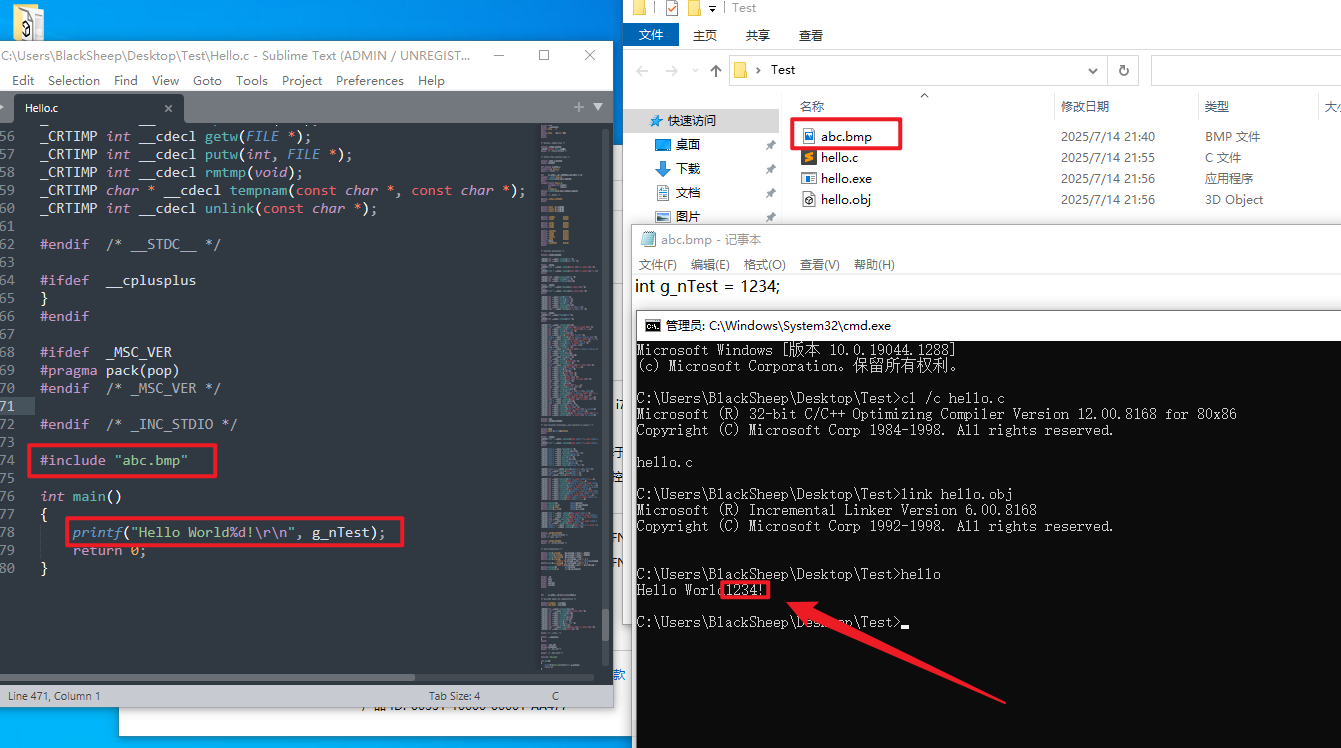 C:\Users\BlackSheep\Desktop\Test\Hello.c - Sublime Text (ADMIN / UNREGIST...
Edit Selection Find View Goto Tools Project Preferences Help
Hello.c
56 _CRTIMP int __cdecl getw(FILE *);
57 _CRTIMP int __cdecl putw(int, FILE *);
58 _CRTIMP int __cdecl rmtmp(void);
59 _CRTIMP char * __cdecl tempnam(const char *, const char *);
60 _CRTIMP int __cdecl unlink(const char *);
61
62 #endif /* __STDC__ */
63
64 #ifdef __cplusplus
65 }
66 #endif
67
68 #ifdef _MSC_VER
69 #pragma pack(pop)
70 #endif /* _MSC_VER */
71
72 #endif /* _INC_STDIO */
73
74 #include "abc.bmp"
75
76 int main()
77 {
78 printf("Hello World%d!\r\n", g_nTest);
79 return 0;
80 }
Line 471, Column 1 Tab Size: 4 C
Test
文件 主页 共享 查看
Test
名称 修改日期 类型
快速访问
桌面
下载
文档
图片
abc.bmp 2025/7/14 21:40 BMP 文件
hello.c 2025/7/14 21:55 C 文件
hello.exe 2025/7/14 21:56 应用程序
hello.obj 2025/7/14 21:56 3D Object
abc.bmp - 记事本
文件(F) 编辑(E) 格式(O) 查看(V) 帮助(H)
int g_nTest = 1234;
管理员: C:\Windows\System32\cmd.exe
Microsoft Windows [版本 10.0.19044.1288]
(c) Microsoft Corporation。保留所有权利。
C:\Users\BlackSheep\Desktop\Test>cl /c hello.c
Microsoft (R) 32-bit C/C++ Optimizing Compiler Version 12.00.8168 for 80x86
Copyright (C) Microsoft Corp 1984-1998. All rights reserved.
hello.c
C:\Users\BlackSheep\Desktop\Test>link hello.obj
Microsoft (R) Incremental Linker Version 6.00.8168
Copyright (C) Microsoft Corp 1992-1998. All rights reserved.
C:\Users\BlackSheep\Desktop\Test>hello
Hello World1234!
C:\Users\BlackSheep\Desktop\Test>